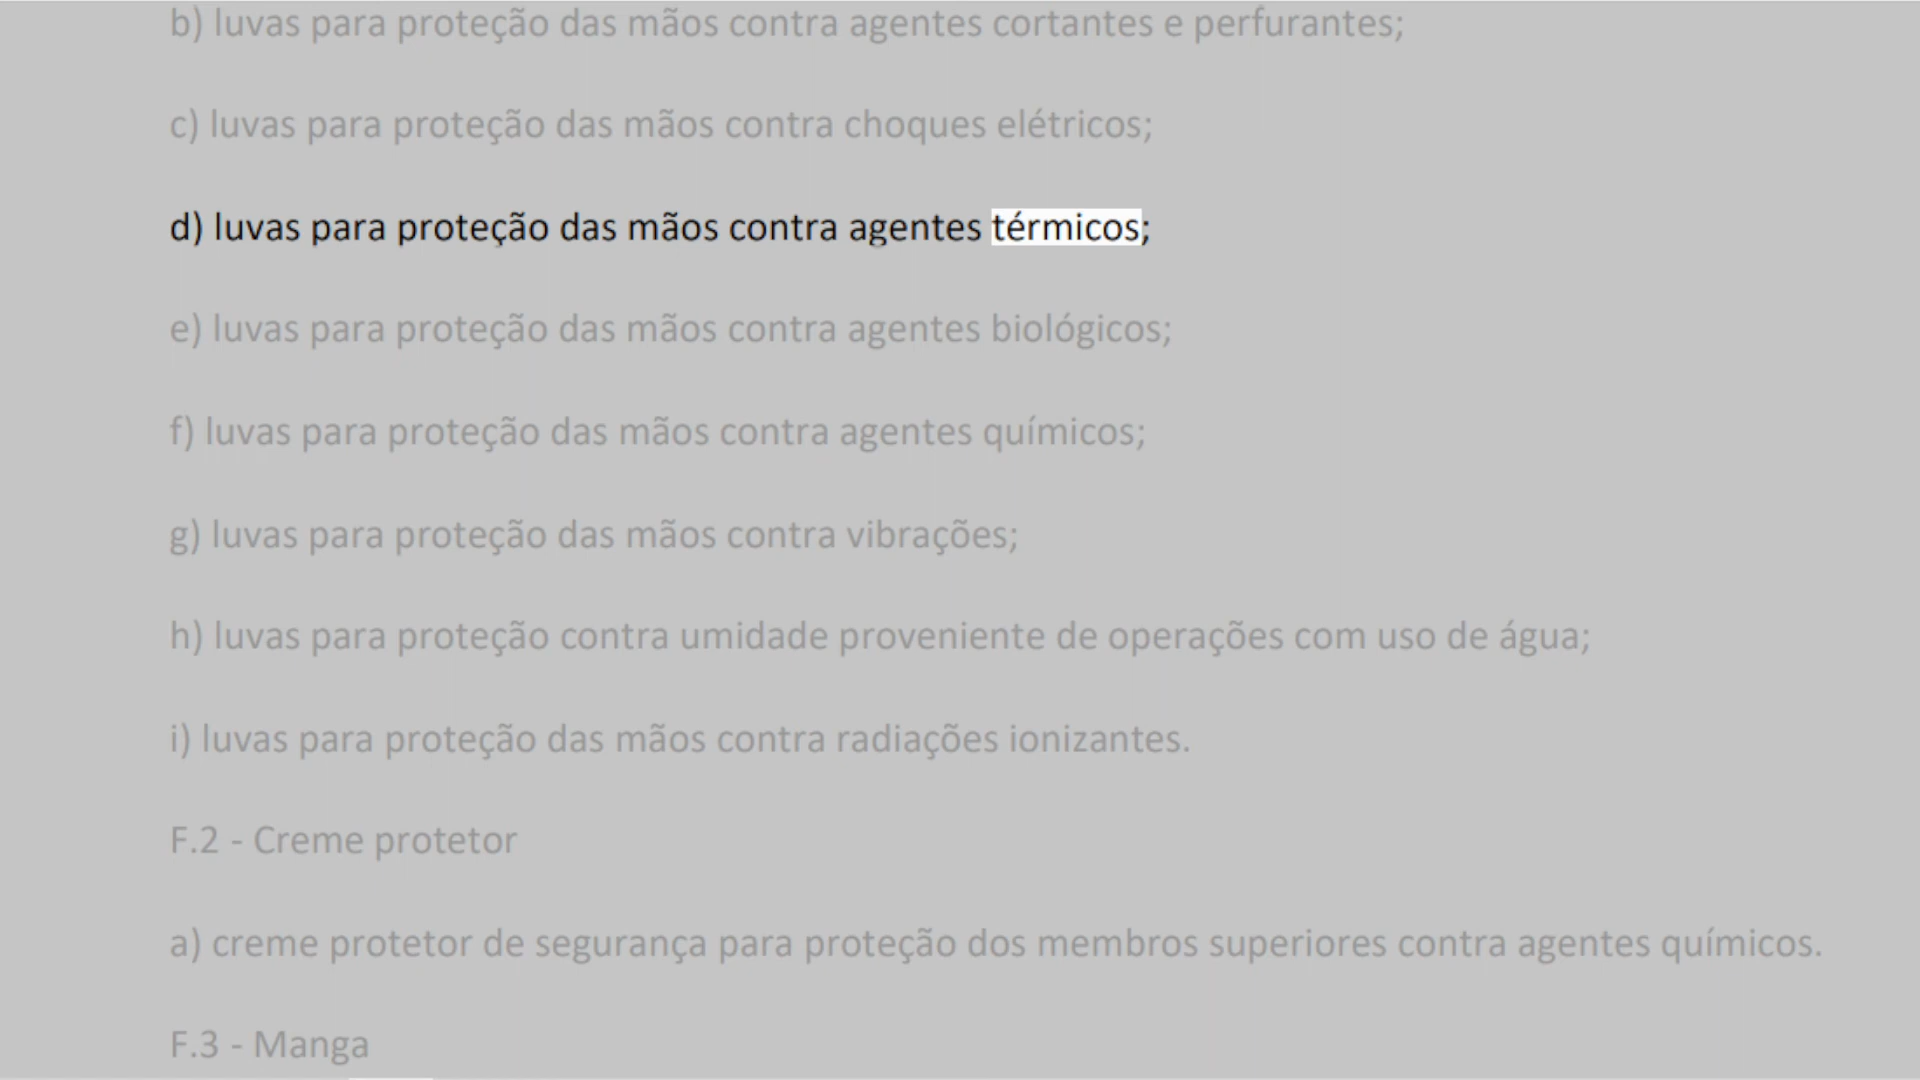 b) luvas para proteção das mãos contra agentes cortantes e perfurantes;
c) luvas para proteção das mãos contra choques elétricos;
d) luvas para proteção das mãos contra agentes térmicos;
e) luvas para proteção das mãos contra agentes biológicos;
f) luvas para proteção das mãos contra agentes químicos;
g) luvas para proteção das mãos contra vibrações;
h) luvas para proteção contra umidade proveniente de operações com uso de água;
i) luvas para proteção das mãos contra radiações ionizantes.
F.2 - Creme protetor
a) creme protetor de segurança para proteção dos membros superiores contra agentes químicos.
F.3 - Manga